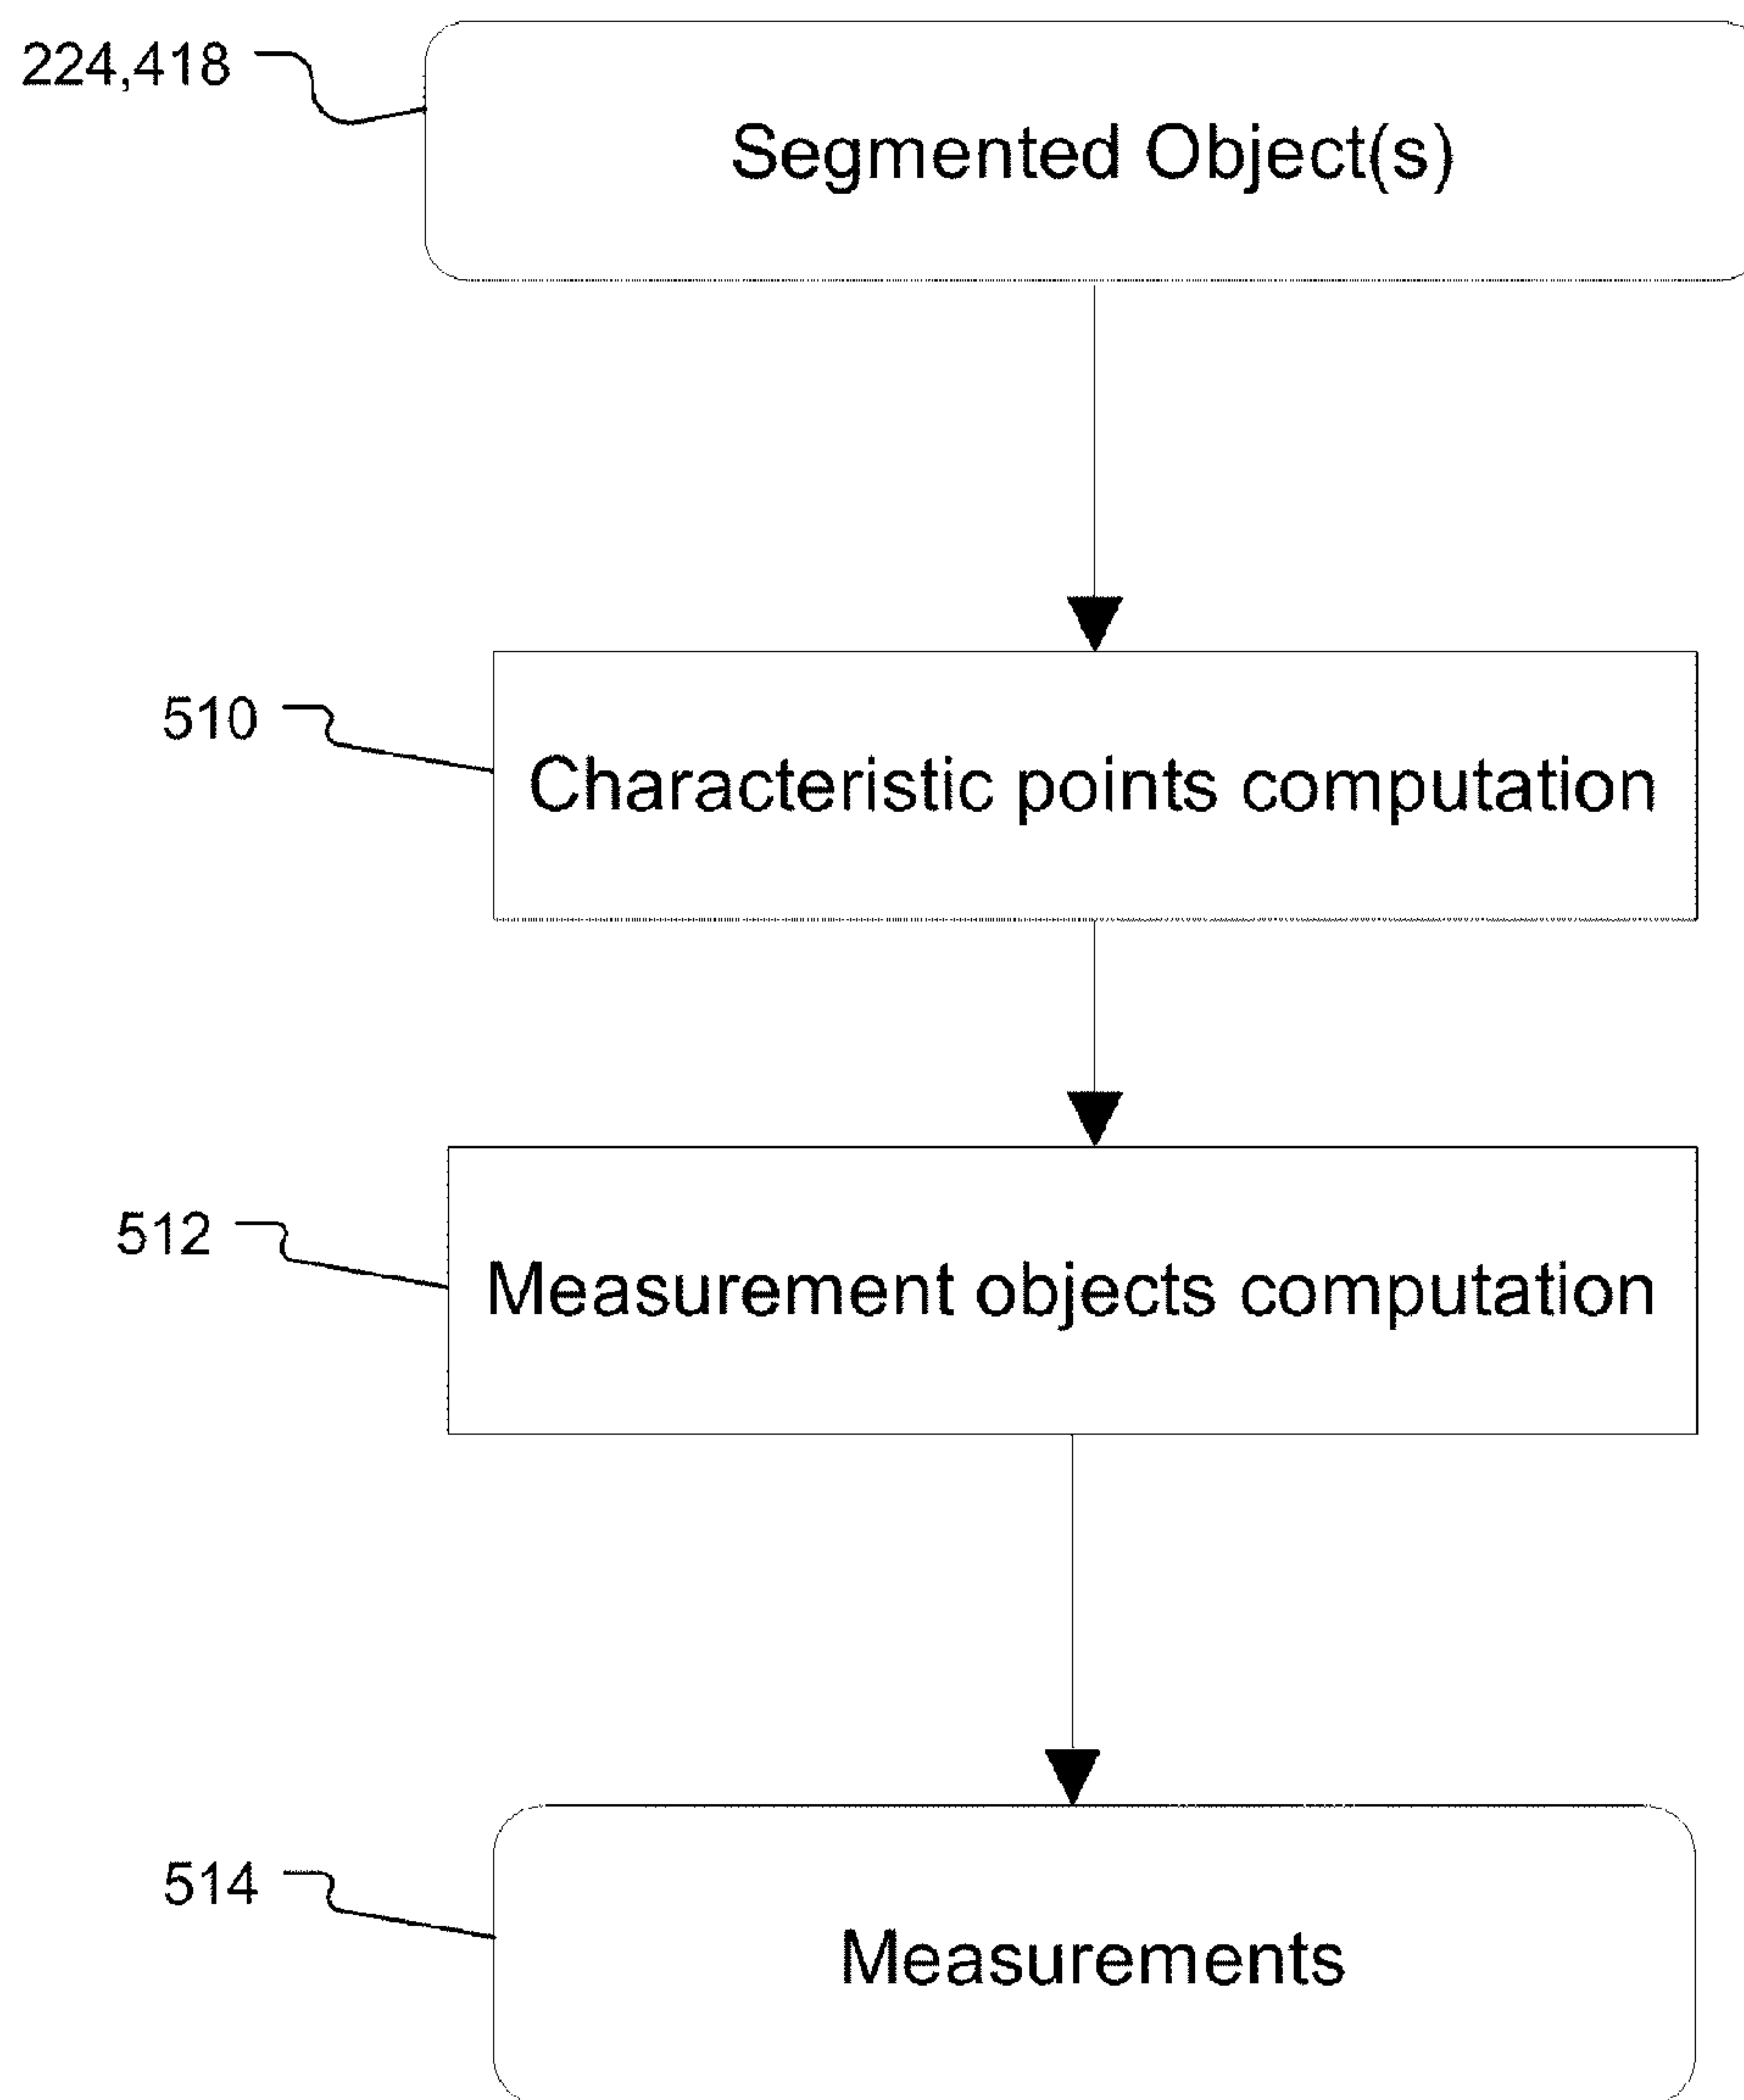 224,418
Segmented Object(s)
510
Characteristic points computation
512
Measurement objects computation
514
Measurements